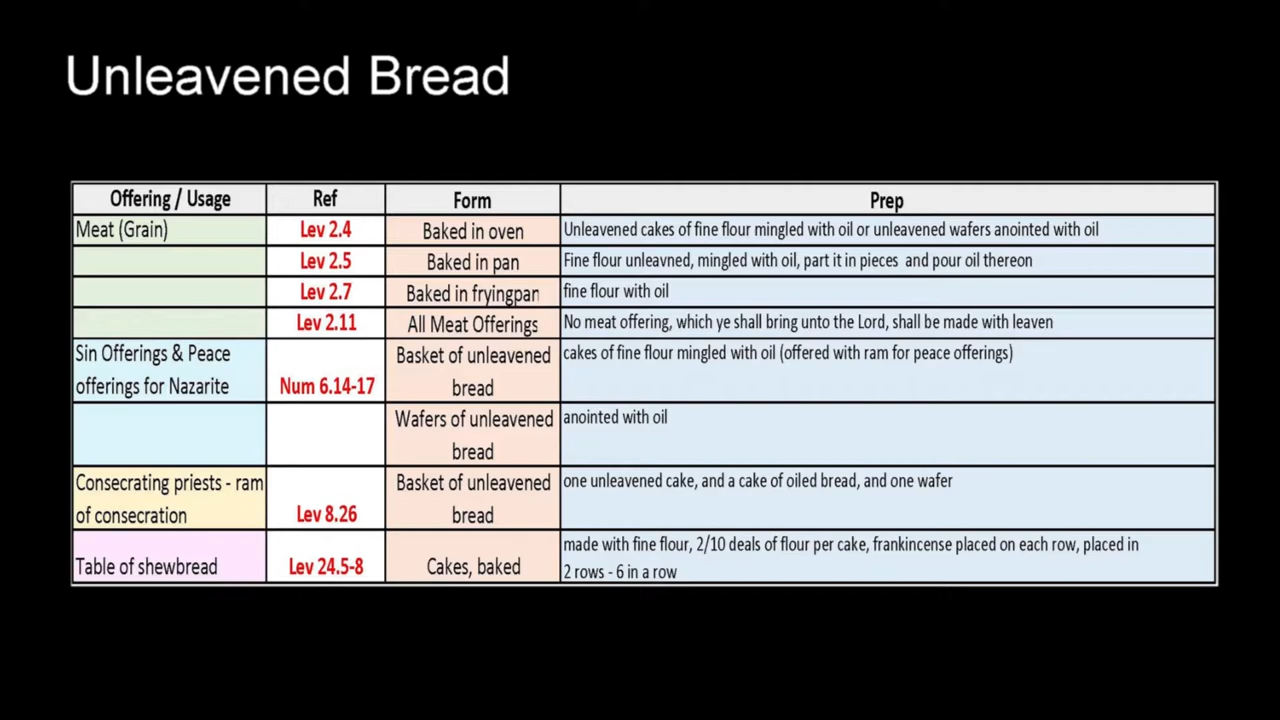 Unleavened Bread
Offering / Usage Ref Form Prep
Meat (Grain) Lev 2.4 Baked in oven Unleavened cakes of fine flour mingled with oil or unleavened wafers anointed with oil
Lev 2.5 Baked in pan Fine flour unleavned, mingled with oil, part it in pieces and pour oil thereon
Lev 2.7 Baked in fryingpan fine flour with oil
Lev 2.11 All Meat Offerings No meat offering, which ye shall bring unto the Lord, shall be made with leaven
Sin Offerings & Peace
offerings for Nazarite
Num 6.14-17
Basket of unleavened
bread
cakes of fine flour mingled with oil (offered with ram for peace offerings)
Wafers of unleavened
bread
anointed with oil
Consecrating priests - ram
of consecration
Lev 8.26
Basket of unleavened
bread
one unleavened cake, and a cake of oiled bread, and one wafer
Table of shewbread
Lev 24.5-8
Cakes, baked
made with fine flour, 2/10 deals of flour per cake, frankincense placed on each row, placed in
2 rows - 6 in a row